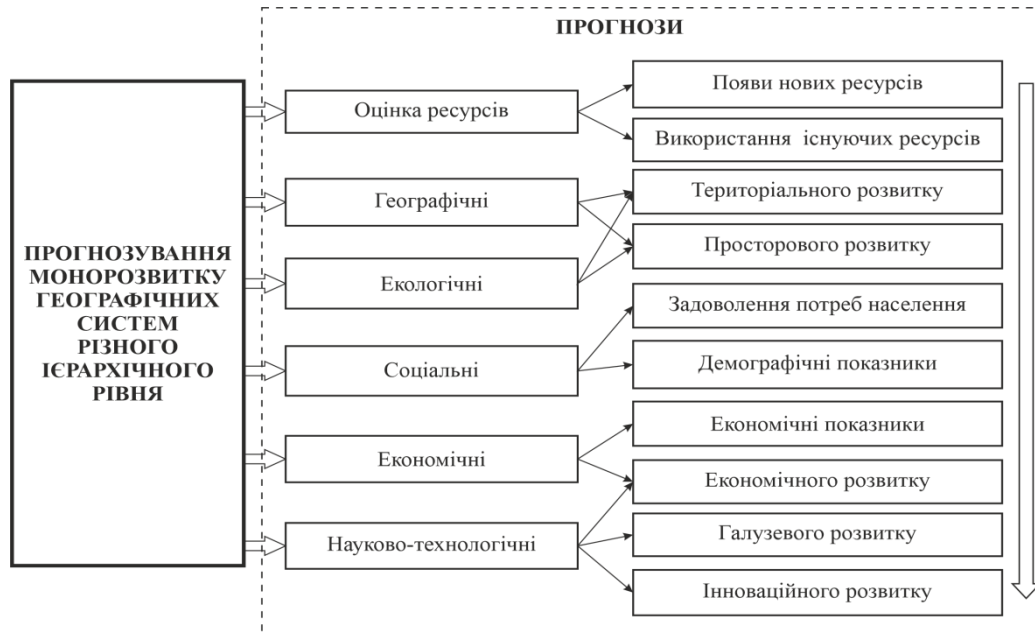 ПРОГНОЗИ
ПРОГНОЗУВАННЯ
МОНОРОЗВИТКУ
ГЕОГРАФІЧНИХ
СИСТЕМ
РІЗНОГО
ІЄРАРХІЧНОГО
РІВНЯ
Оцінка ресурсів
Географічні
Екологічні
Соціальні
Економічні
Науково-технологічні
Появи нових ресурсів
Використання існуючих ресурсів
Територіального розвитку
Просторового розвитку
Задоволення потреб населення
Демографічні показники
Економічні показники
Економічного розвитку
Галузевого розвитку
Інноваційного розвитку